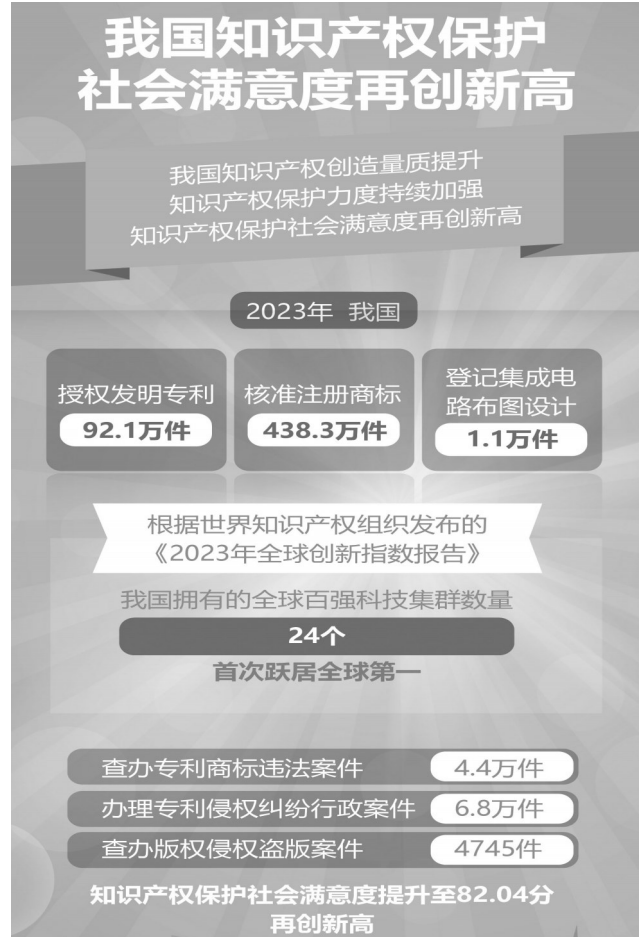 我国知识产权保护
社会满意度再创新高
我国知识产权创造量质提升
知识产权保护力度持续加强
知识产权保护社会满意度再创新高
2023年 我国
授权发明专利
92.1万件
核准注册商标
438.3万件
登记集成电
路布图设计
1.1万件
根据世界知识产权组织发布的
《2023年全球创新指数报告》
我国拥有的全球百强科技集群数量
24个
首次跃居全球第一
查办专利商标违法案件 4.4万件
办理专利侵权纠纷行政案件 6.8万件
查办版权侵权盗版案件 4745件
知识产权保护社会满意度提升至82.04分
再创新高